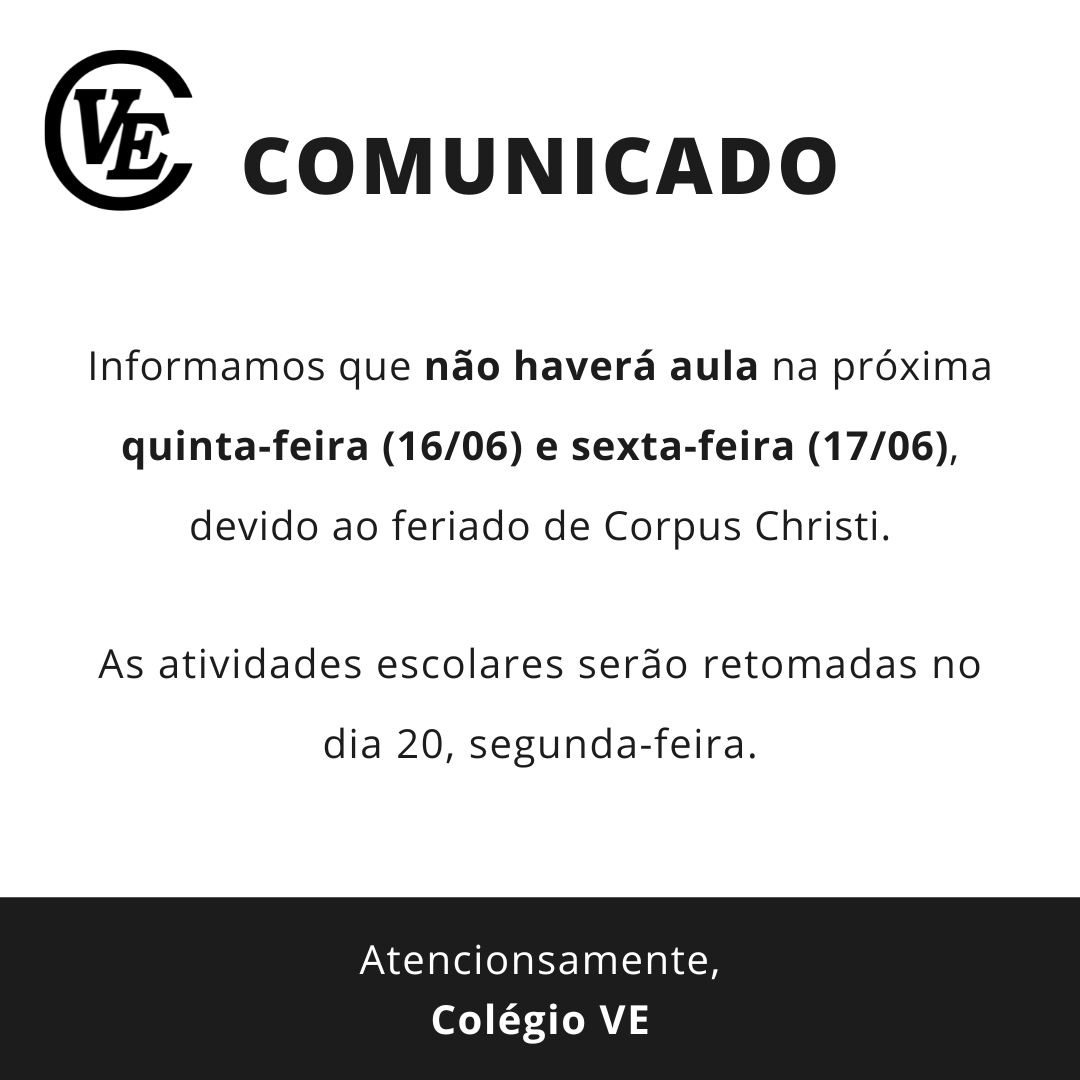 VE
COMUNICADO
Informamos que não haverá aula na próxima
quinta-feira (16/06) e sexta-feira (17/06),
devido ao feriado de Corpus Christi.
As atividades escolares serão retomadas no
dia 20, segunda-feira.
Atencionsamente,
Colégio VE